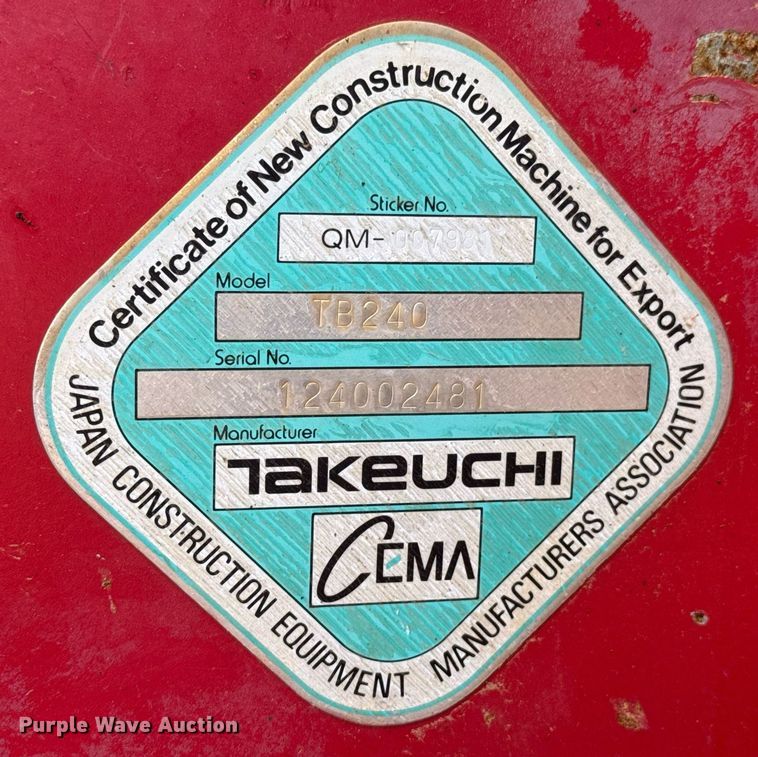 Certificate of New Construction Machine for Export
Sticker No.
QM-
Model
TB240
Serial No.
124002481
Manufacturer
TAKEUCHI
CEMA
JAPAN CONSTRUCTION EQUIPMENT MANUFACTURERS ASSOCIATION
Purple Wave Auction